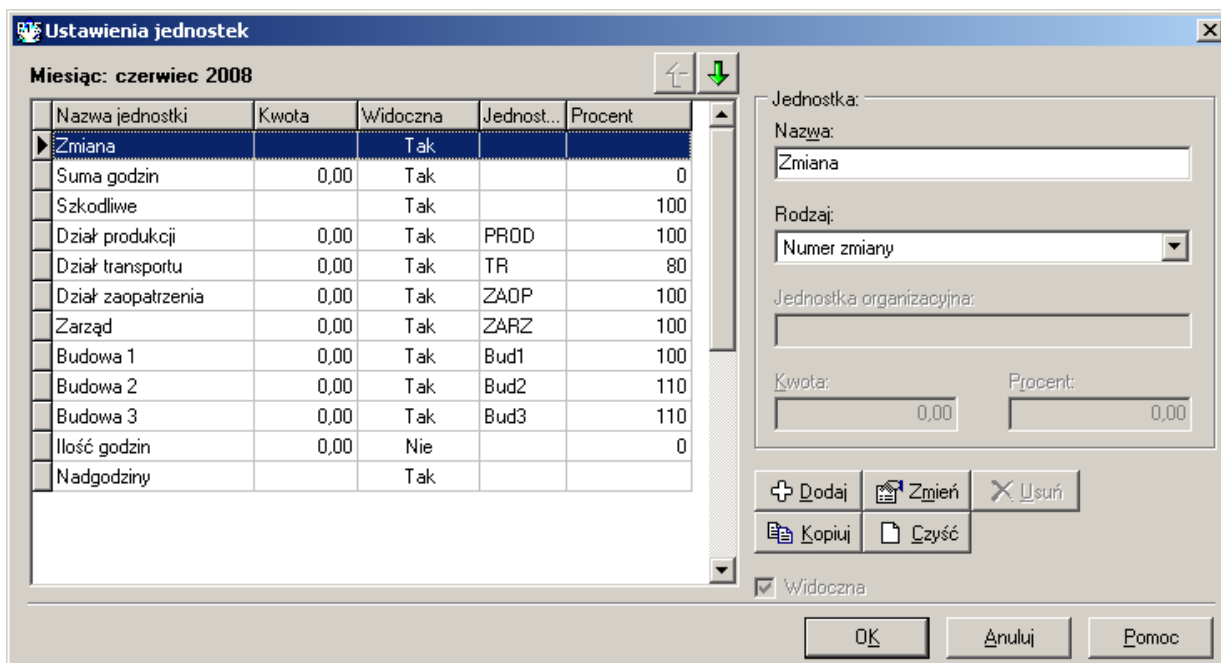 Ustawienia jednostek
Miesiąc: czerwiec 2008
Nazwa jednostki Kwota Widoczna Jednost... Procent
Zmiana Tak
Suma godzin 0,00 Tak 0
Szkodliwe Tak 100
Dział produkcji 0,00 Tak PROD 100
Dział transportu 0,00 Tak TR 80
Dział zaopatrzenia 0,00 Tak ZAOP 100
Zarząd 0,00 Tak ZARZ 100
Budowa 1 0,00 Tak Bud1 100
Budowa 2 0,00 Tak Bud2 110
Budowa 3 0,00 Tak Bud3 110
Ilość godzin 0,00 Nie 0
Nadgodziny Tak
Jednostka:
Nazwa:
Zmiana
Rodzaj:
Numer zmiany
Jednostka organizacyjna:
Kwota: Procent:
0,00 0,00
Dodaj Zmień Usuń
Kopiuj Czyść
Widoczna
OK Anuluj Pomoc